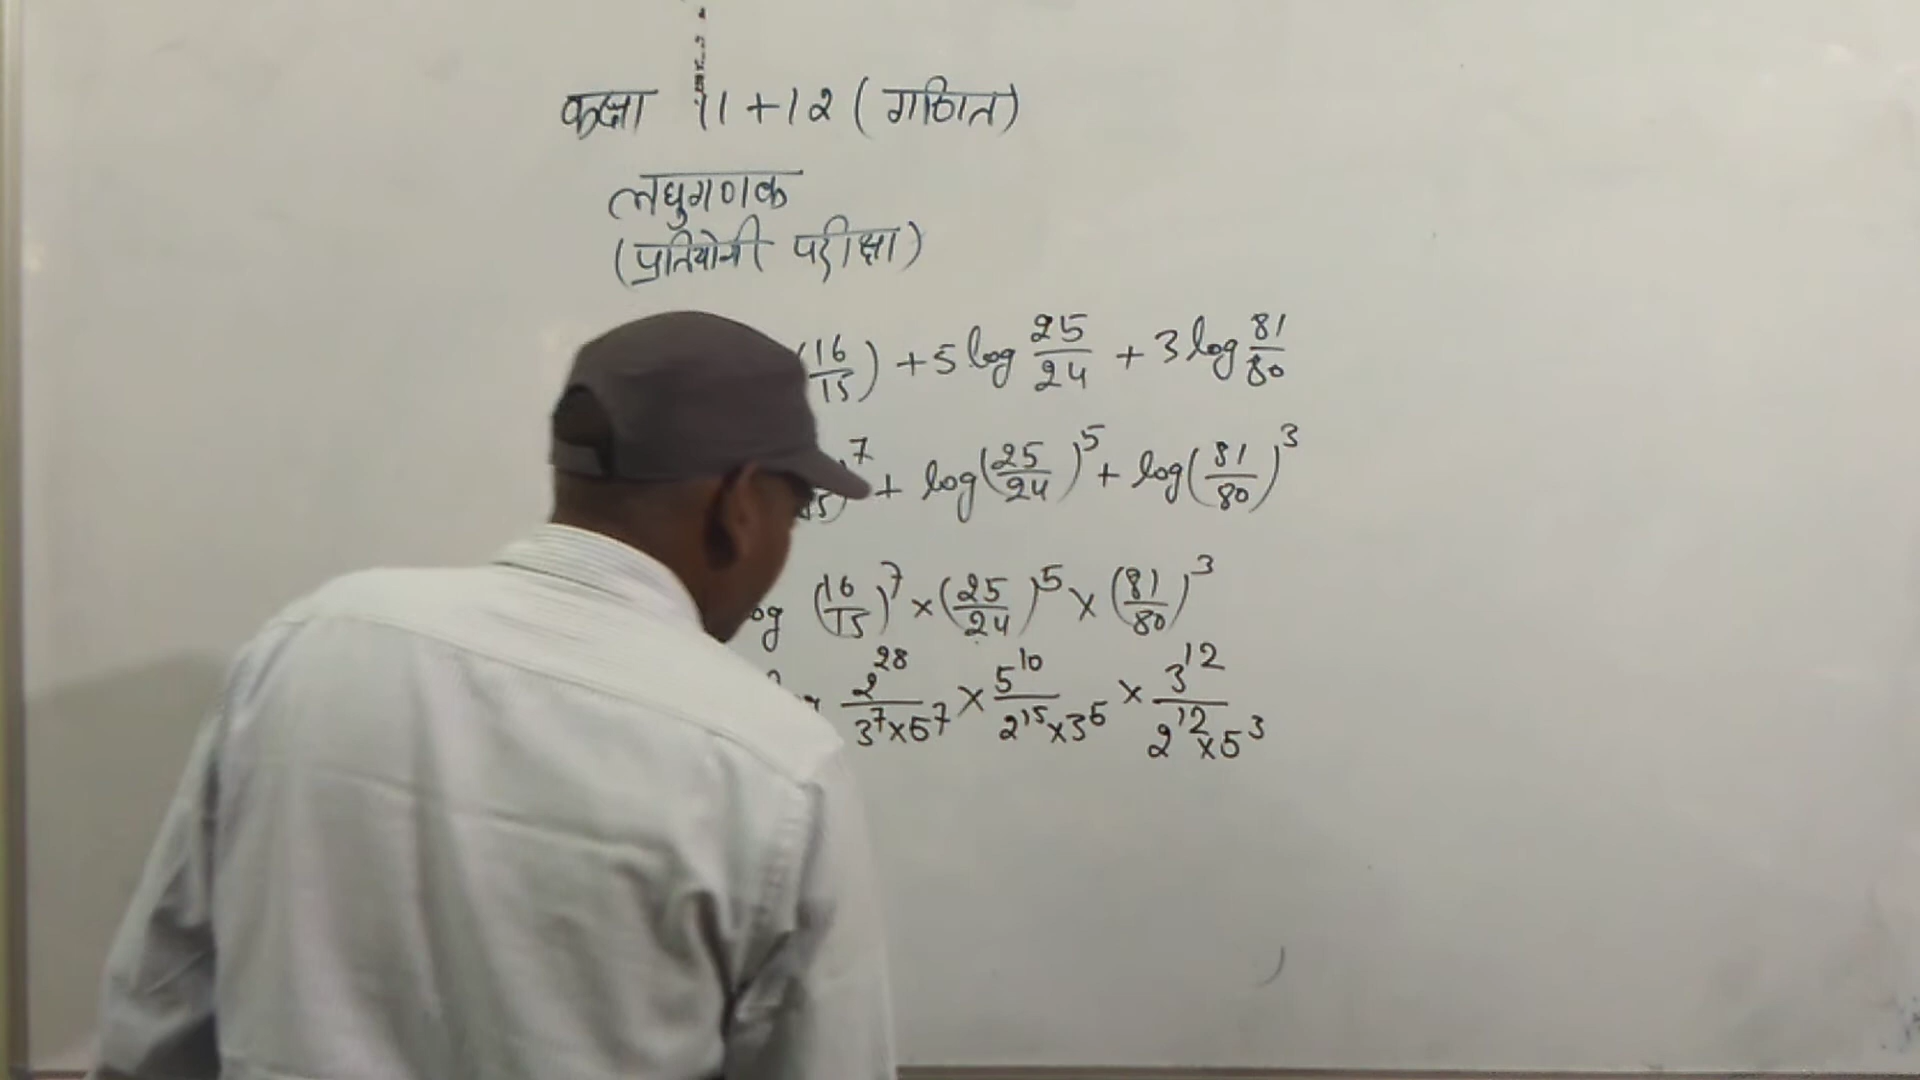 कक्षा 11 + 12 (गणित)
लघुगणक
(प्रतियोगी परीक्षा)
(16/15) + 5 log 25/24 + 3 log 81/80
)^7 + log(25/24)^5 + log(81/80)^3
og (16/15)^7 × (25/24)^5 × (81/80)^3
2^28/3^7×5^7 × 5^10/2^15×3^5 × 3^12/2^12×5^3